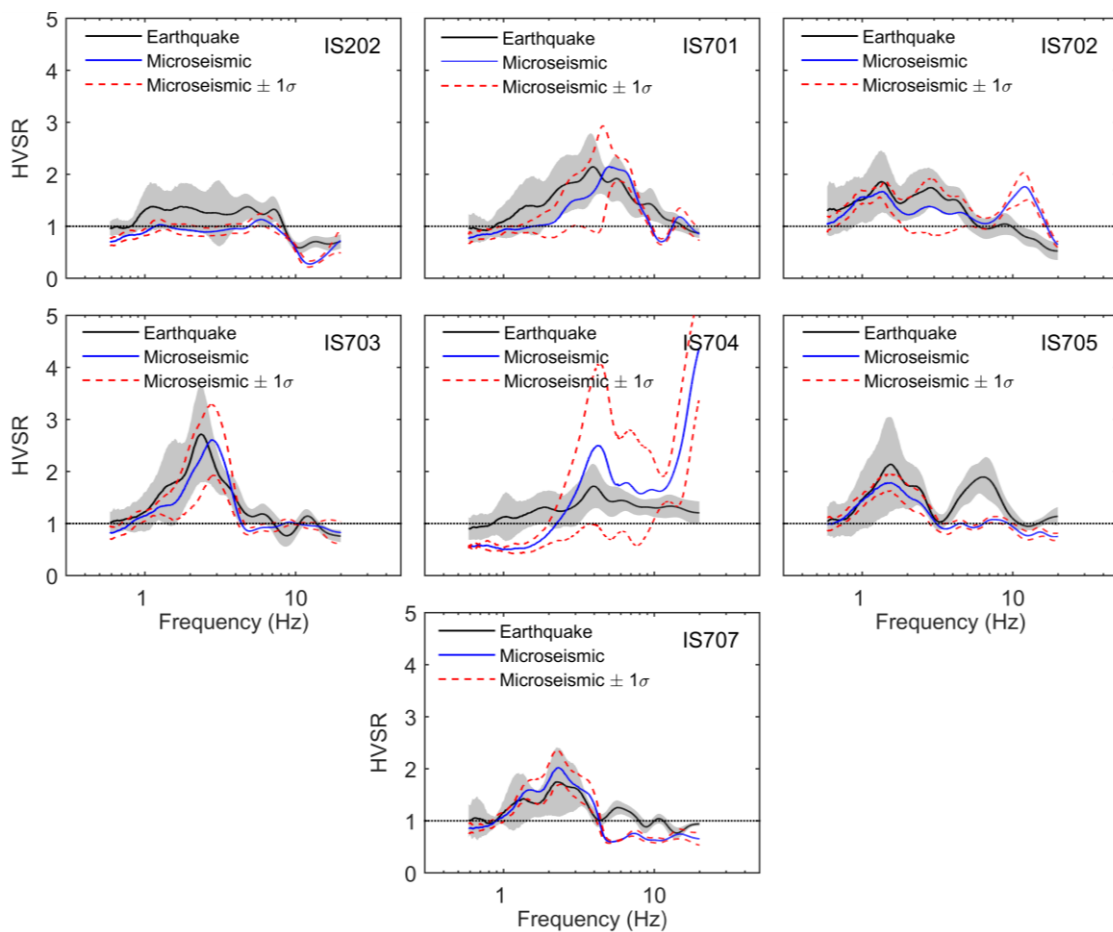 5
4
3
2
1
0
HVSR
Earthquake
Microseismic
Microseismic ± 1σ
IS202
Earthquake
Microseismic
Microseismic ± 1σ
IS701
Earthquake
Microseismic
Microseismic ± 1σ
IS702
5
4
3
2
1
0
HVSR
Earthquake
Microseismic
Microseismic ± 1σ
IS703
1 10
Frequency (Hz)
Earthquake
Microseismic
Microseismic ± 1σ
IS704
Earthquake
Microseismic
Microseismic ± 1σ
IS705
1 10
Frequency (Hz)
5
4
3
2
1
0
HVSR
Earthquake
Microseismic
Microseismic ± 1σ
IS707
1 10
Frequency (Hz)